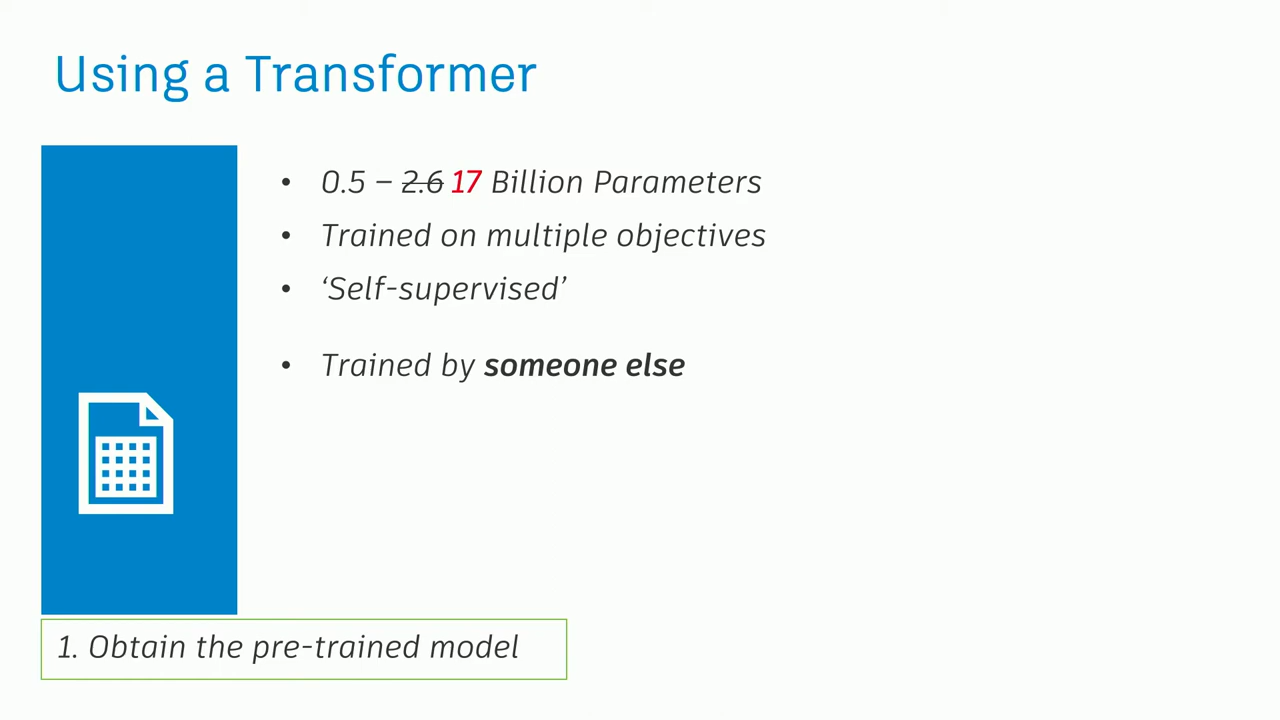 Using a Transformer
• 0.5 – 2.6 17 Billion Parameters
• Trained on multiple objectives
• ‘Self-supervised’
• Trained by someone else
1. Obtain the pre-trained model